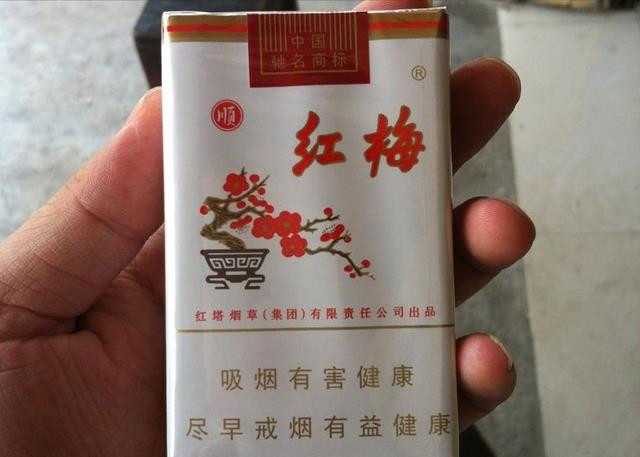 中国
驰名商标
®
顺
红梅
红塔烟草(集团)有限责任公司出品
吸烟有害健康
尽早戒烟有益健康